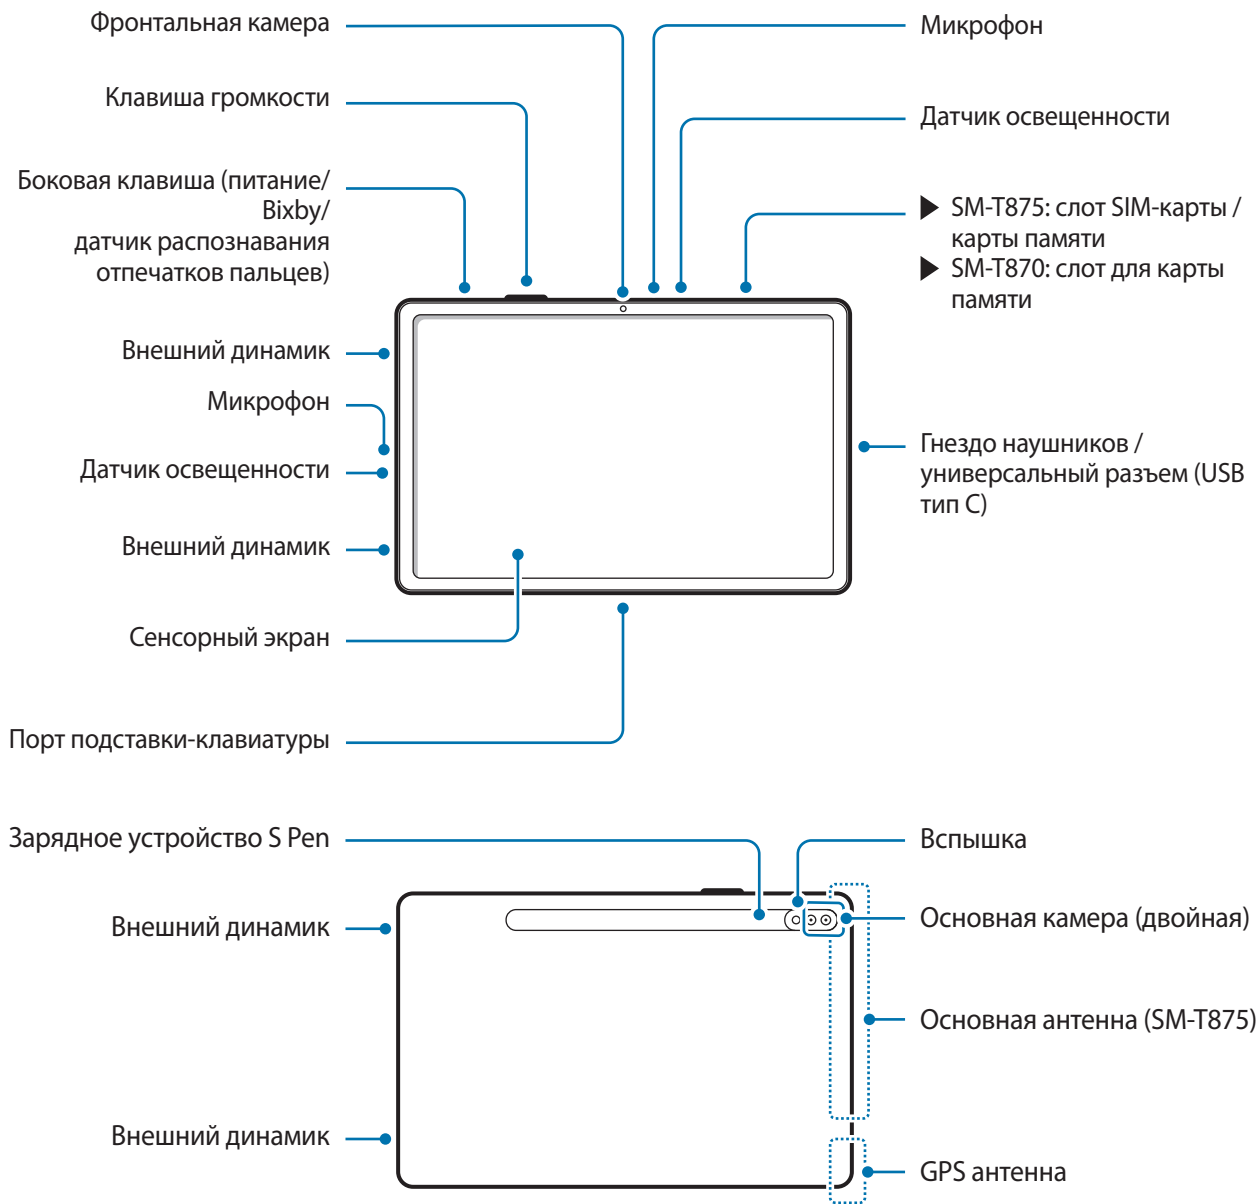 Фронтальная камера
Клавиша громкости
Боковая клавиша (питание/
Bixby/
датчик распознавания
отпечатков пальцев)
Внешний динамик
Микрофон
Датчик освещенности
Внешний динамик
Сенсорный экран
Порт подставки-клавиатуры
Микрофон
Датчик освещенности
▶ SM-T875: слот SIM-карты /
карты памяти
▶ SM-T870: слот для карты
памяти
Гнездо наушников /
универсальный разъем (USB
тип C)
Зарядное устройство S Pen
Внешний динамик
Внешний динамик
Вспышка
Основная камера (двойная)
Основная антенна (SM-T875)
GPS антенна